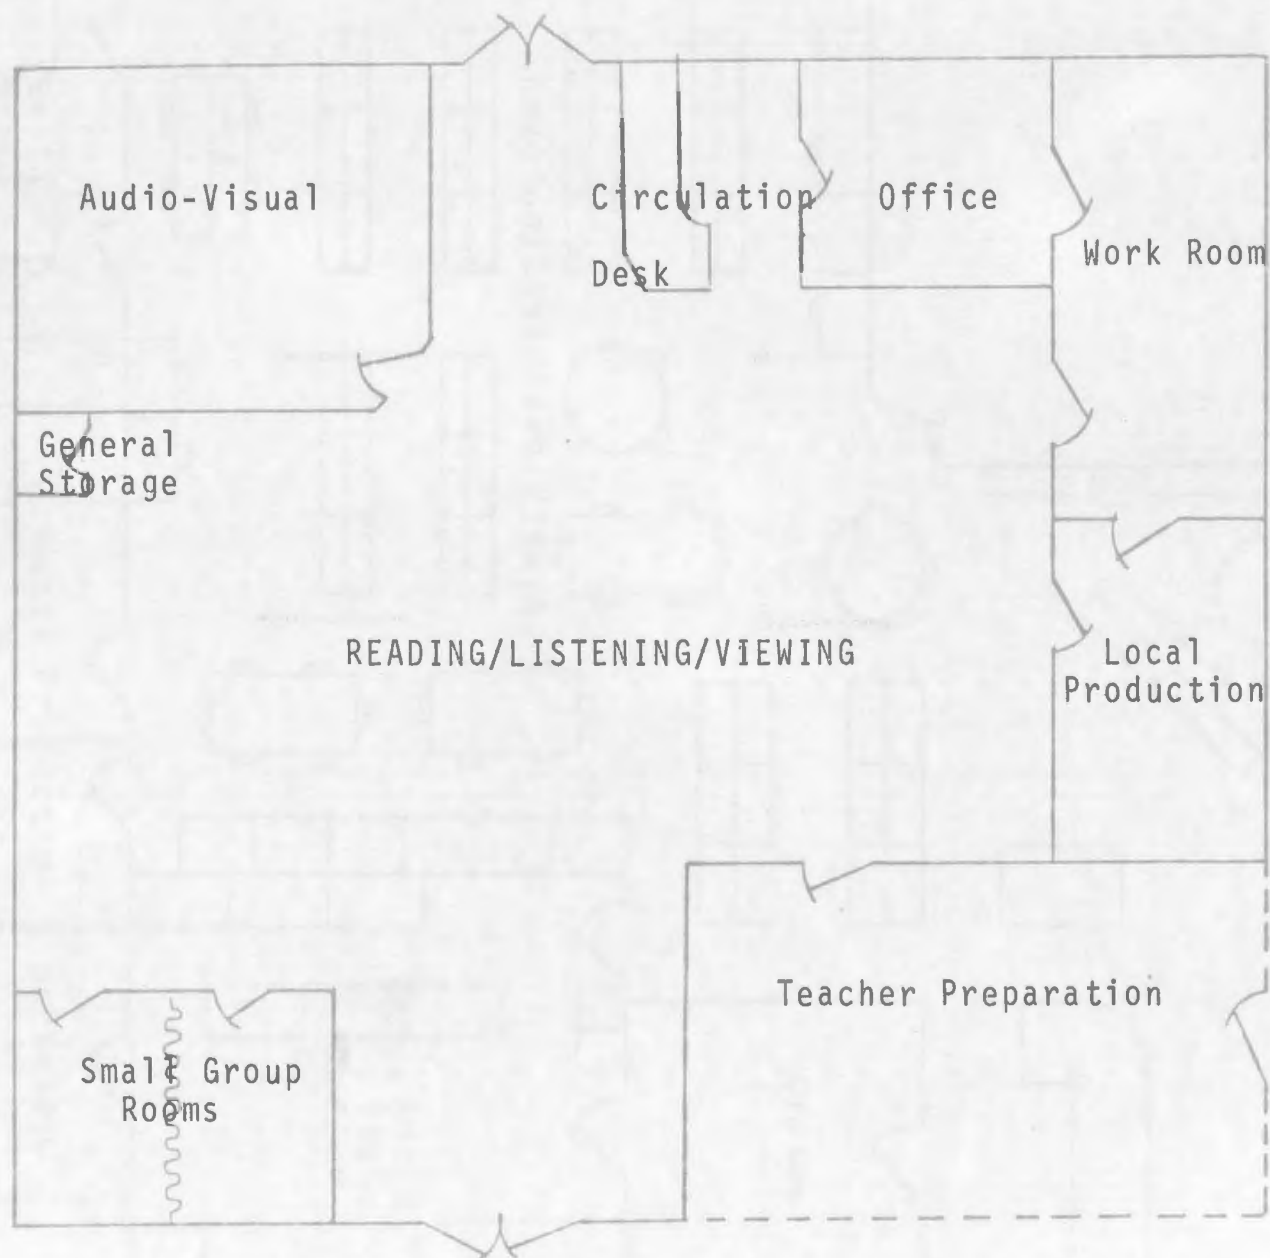 Audio-Visual
Circulation
Desk
Office
Work Room
General
Storage
READING/LISTENING/VIEWING
Local
Production
Teacher Preparation
Small Group
Rooms